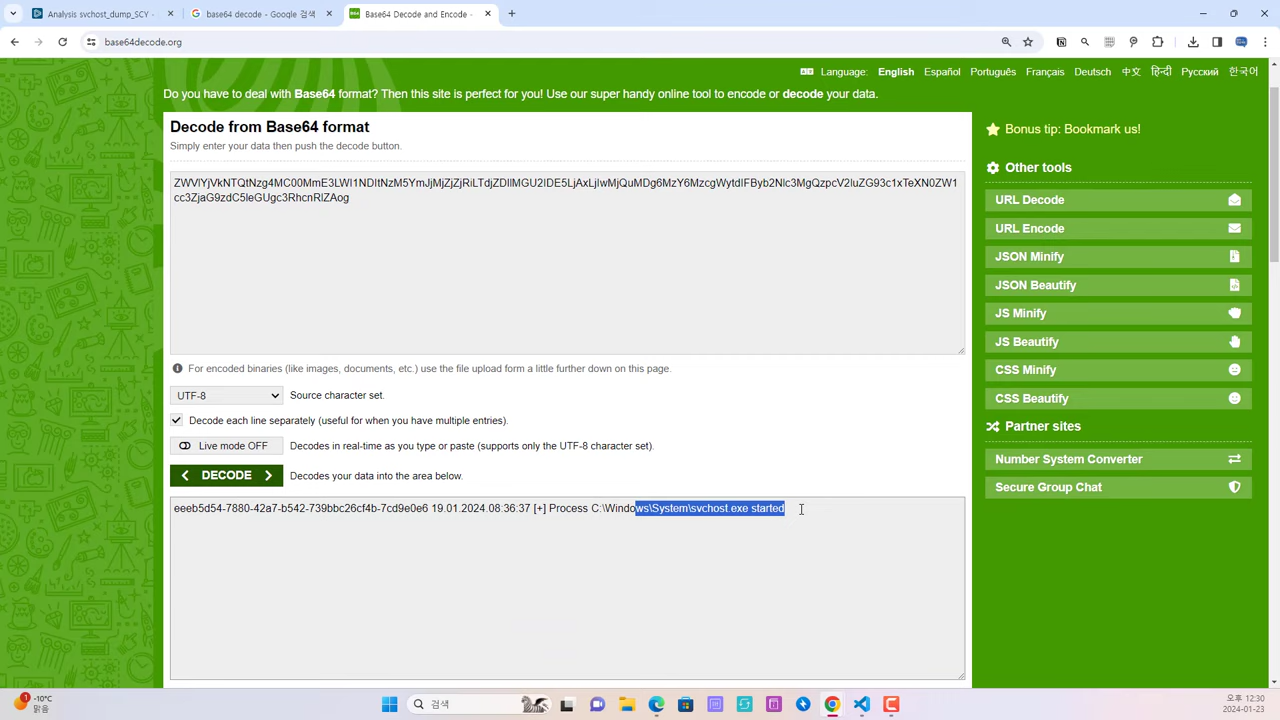 Analysis svchost_dump_SCY -
base64 decode - Google 검색
Base64 Decode and Encode -
base64decode.org
Language: English Español Português Français Deutsch 中文 हिन्दी Русский 한국어
Do you have to deal with Base64 format? Then this site is perfect for you! Use our super handy online tool to encode or decode your data.
Decode from Base64 format
Simply enter your data then push the decode button.
For encoded binaries (like images, documents, etc.) use the file upload form a little further down on this page.
UTF-8 Source character set.
Decode each line separately (useful for when you have multiple entries).
Live mode OFF Decodes in real-time as you type or paste (supports only the UTF-8 character set).
DECODE Decodes your data into the area below.
eeeb5d54-7880-42a7-b542-739bbc26cf4b-7cd9e0e6 19.01.2024.08:36:37 [+] Process C:\Windows\System\svchost.exe started
Bonus tip: Bookmark us!
Other tools
URL Decode
URL Encode
JSON Minify
JSON Beautify
JS Minify
JS Beautify
CSS Minify
CSS Beautify
Partner sites
Number System Converter
Secure Group Chat
1
-10°C
맑음
검색
오후 12:30
2024-01-23